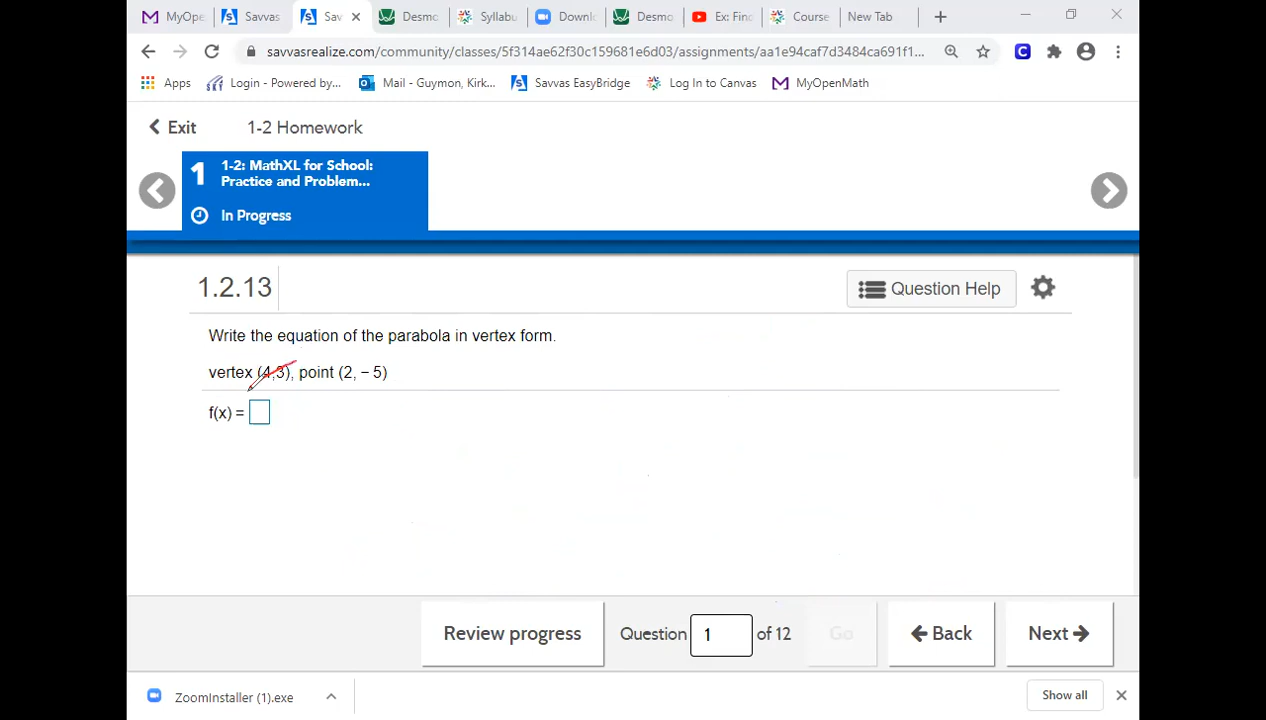 MyOpe
Savvas
Sav
Desmo
Syllabu
Downl
Desmo
Ex: Fin
Course
New Tab
savvasrealize.com/community/classes/5f314ae62f30c159681e6d03/assignments/aa1e94caf7d3484ca691f1...
Apps
Login - Powered by...
Mail - Guymon, Kirk...
Savvas EasyBridge
Log In to Canvas
MyOpenMath
Exit
1-2 Homework
1
1-2: MathXL for School:
Practice and Problem...
In Progress
1.2.13
Question Help
Write the equation of the parabola in vertex form.
vertex (4,3), point (2, − 5)
f(x) =
Review progress
Question 1 of 12
Go
Back
Next
ZoomInstaller (1).exe
Show all